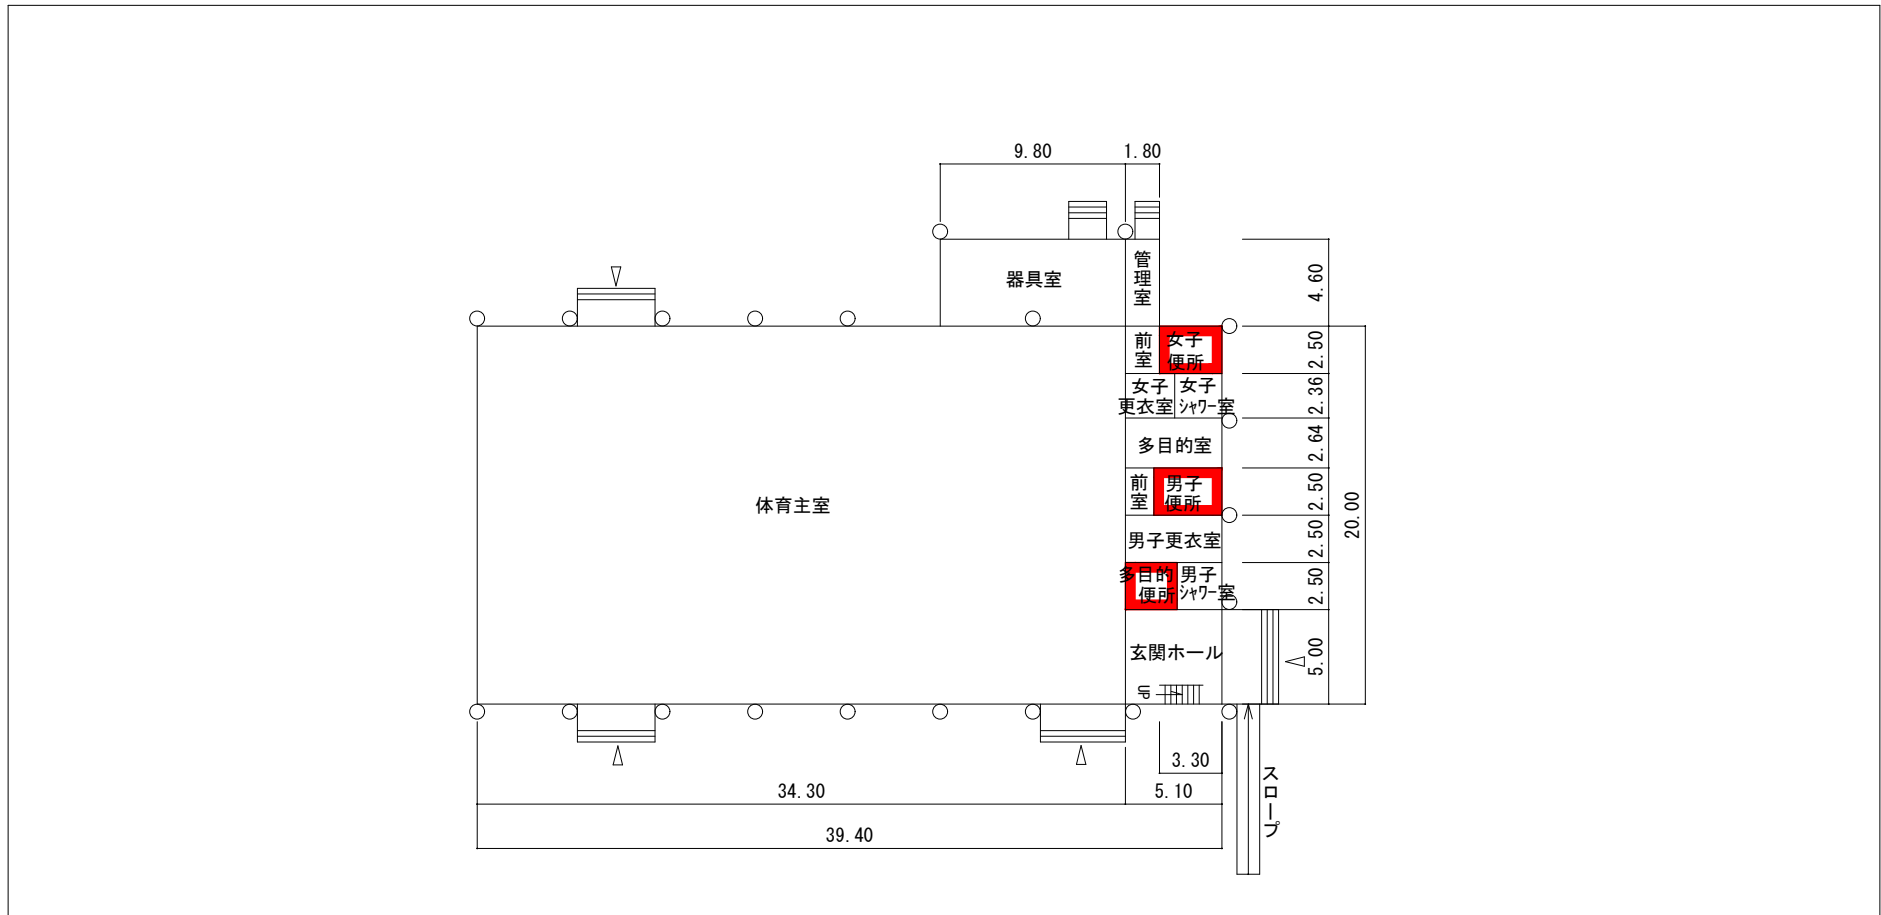 9.80
1.80
器具室
管理室
4.60
前室
女子
便所
2.50
女子
更衣室
女子
シャワー室
2.36
多目的室
2.64
前室
男子
便所
2.50
20.00
体育主室
男子更衣室
2.50
多目的
便所
男子
シャワー室
2.50
玄関ホール
5.00
UP
3.30
スロープ
34.30
5.10
39.40